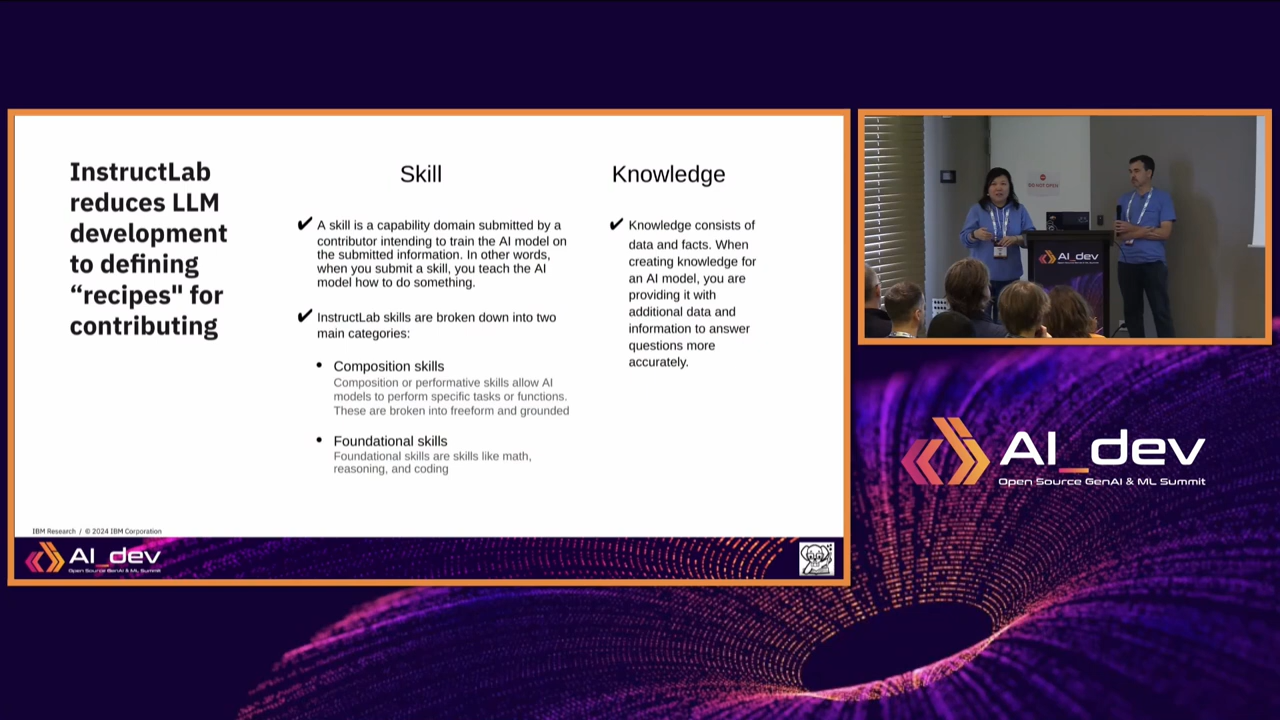 InstructLab
reduces LLM
development
to defining
“recipes" for
contributing
Skill
✔ A skill is a capability domain submitted by a
contributor intending to train the AI model on
the submitted information. In other words,
when you submit a skill, you teach the AI
model how to do something.
✔ InstructLab skills are broken down into two
main categories:
• Composition skills
Composition or performative skills allow AI
models to perform specific tasks or functions.
These are broken into freeform and grounded
• Foundational skills
Foundational skills are skills like math,
reasoning, and coding
Knowledge
✔ Knowledge consists of
data and facts. When
creating knowledge for
an AI model, you are
providing it with
additional data and
information to answer
questions more
accurately.
IBM Research / © 2024 IBM Corporation
AI_dev
Open Source GenAI & ML Summit
DO NOT OPEN
AI_dev
AI_dev
Open Source GenAI & ML Summit